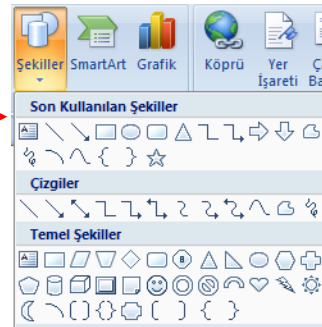 Şekiller SmartArt Grafik Köprü Yer
İşareti
Son Kullanılan Şekiller
Çizgiler
Temel Şekiller